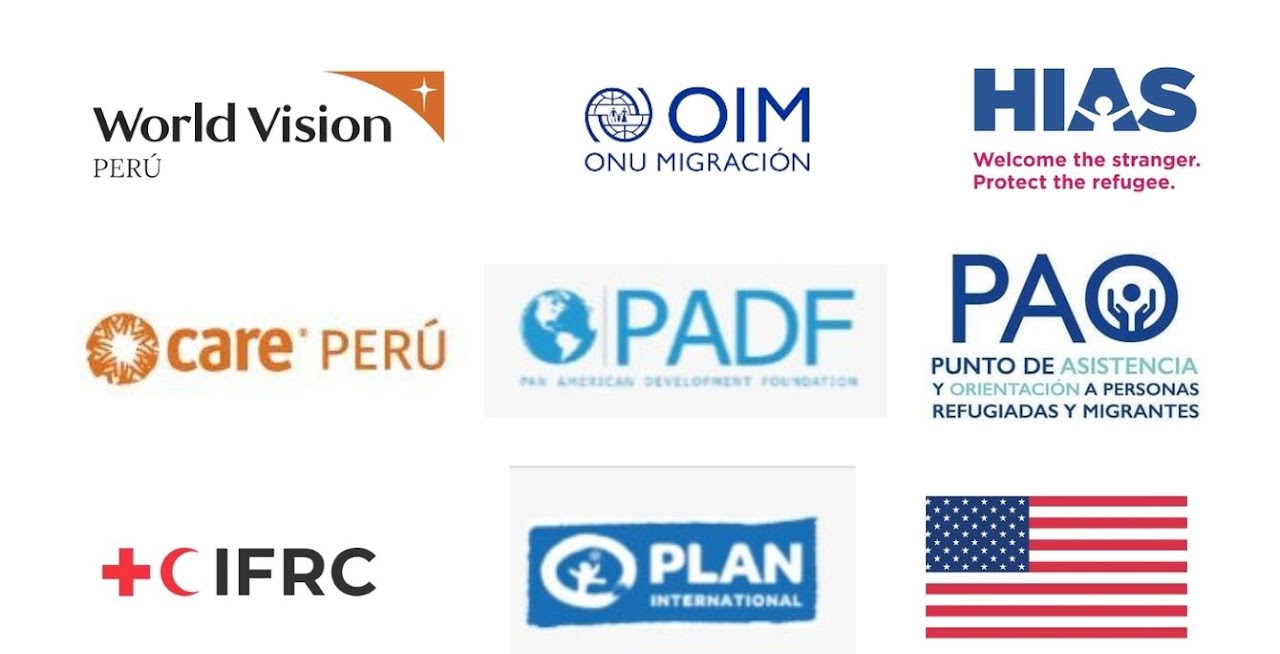 World Vision
PERÚ
OIM
ONU MIGRACIÓN
HIAS
Welcome the stranger.
Protect the refugee.
care® PERÚ
PADF
PAN AMERICAN DEVELOPMENT FOUNDATION
PAO
PUNTO DE ASISTENCIA
Y ORIENTACIÓN A PERSONAS
REFUGIADAS Y MIGRANTES
IFRC
PLAN
INTERNATIONAL